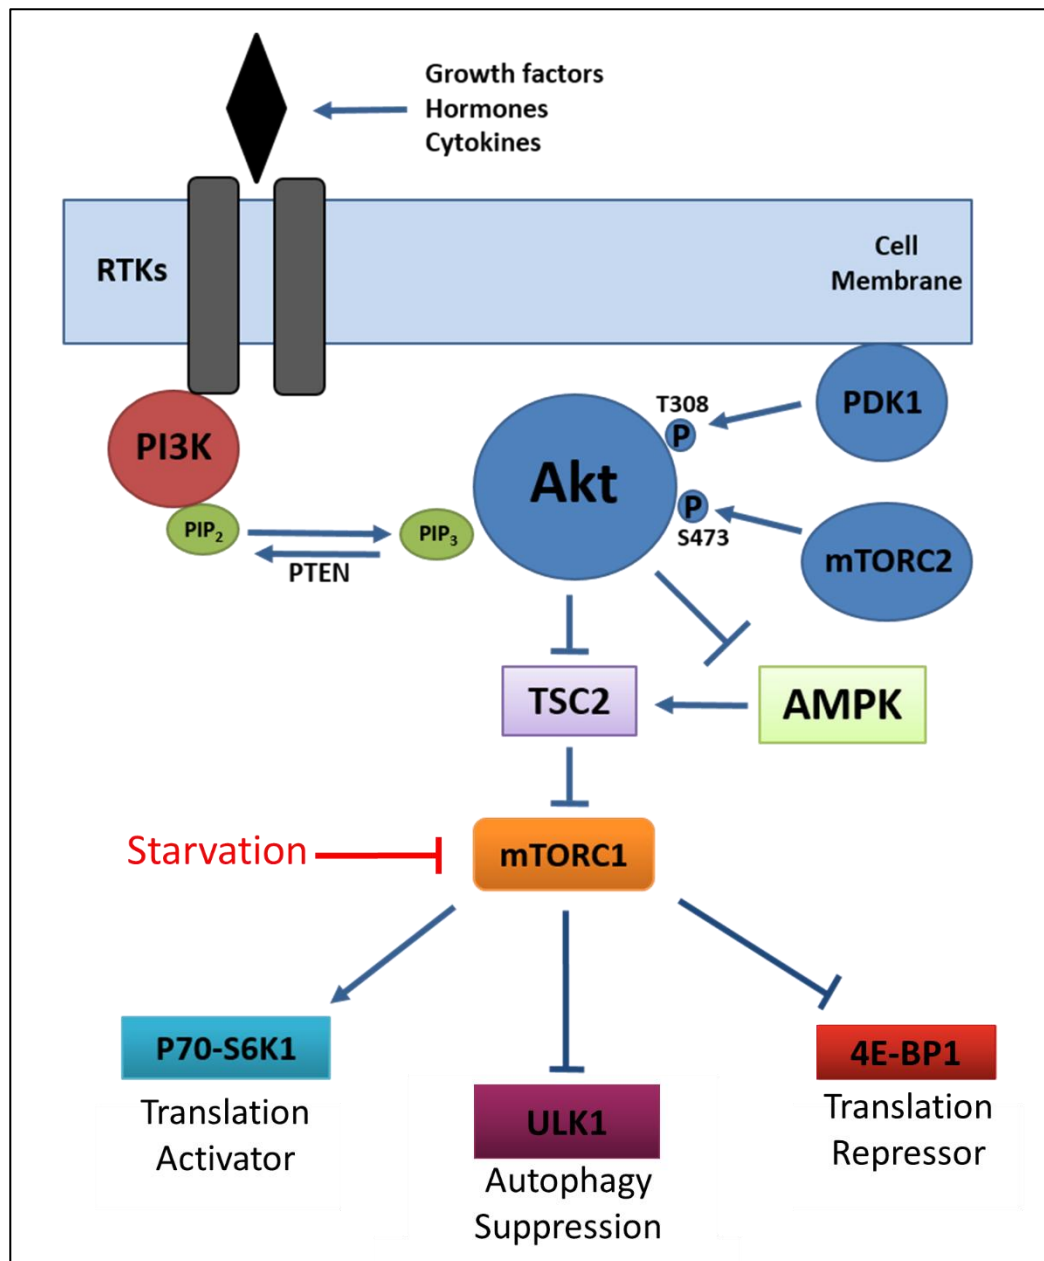 Growth factors
Hormones
Cytokines
RTKs
Cell
Membrane
PDK1
T308
P
PI3K
Akt
P
S473
mTORC2
PIP2
PIP3
PTEN
TSC2
AMPK
Starvation
mTORC1
P70-S6K1
Translation
Activator
ULK1
Autophagy
Suppression
4E-BP1
Translation
Repressor